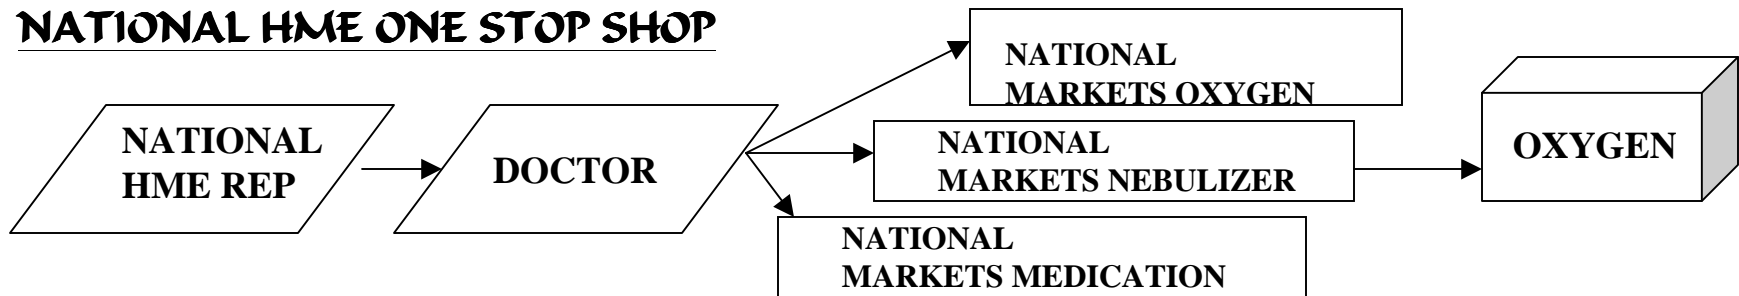 NATIONAL HME ONE STOP SHOP
NATIONAL
HME REP
DOCTOR
NATIONAL
MARKETS OXYGEN
NATIONAL
MARKETS NEBULIZER
NATIONAL
MARKETS MEDICATION
OXYGEN